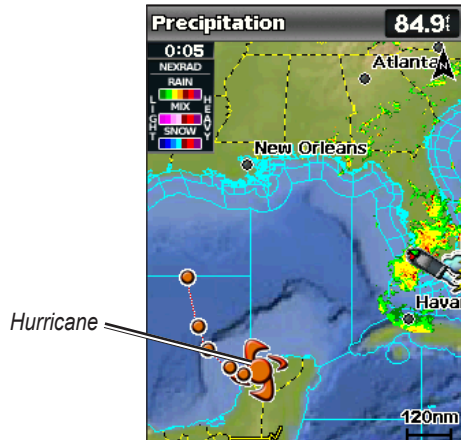 Precipitation 84.9ft
0:05
NEXRAD
RAIN
MIX
SNOW
LIGHT
HEAVY
Atlanta
N
New Orleans
Hava
Hurricane
120nm